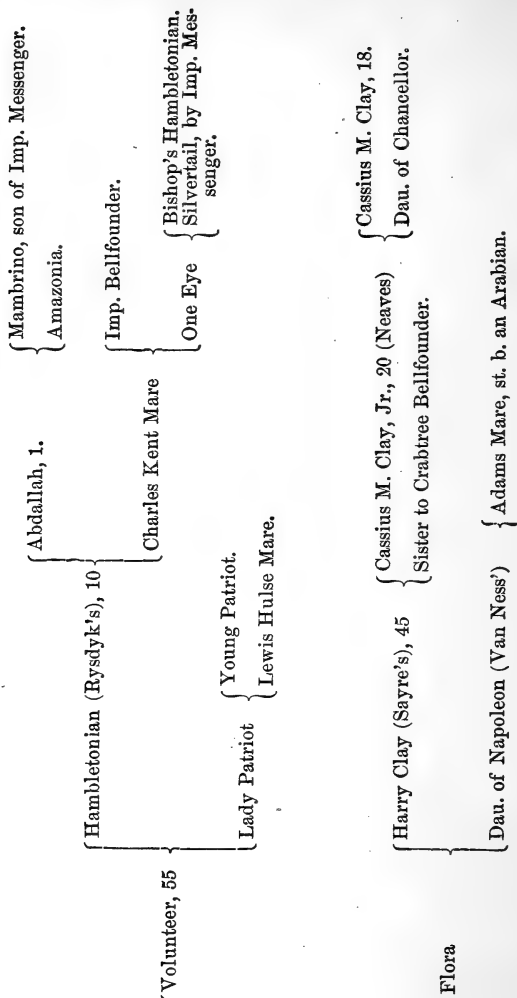 Volunteer, 55
Hambletonian (Rysdyk's), 10
Abdallah, 1.
Mambrino, son of Imp. Messenger.
Amazonia.
Charles Kent Mare
Imp. Bellfounder.
One Eye
Bishop's Hambletonian.
Silvertail, by Imp. Mes-
senger.
Lady Patriot
Young Patriot.
Lewis Hulse Mare.
Flora
Harry Clay (Sayre's), 45
Cassius M. Clay, Jr., 20 (Neaves)
Cassius M. Clay, 18.
Dau. of Chancellor.
Sister to Crabtree Bellfounder.
Dau. of Napoleon (Van Ness')
Adams Mare, st. b. an Arabian.